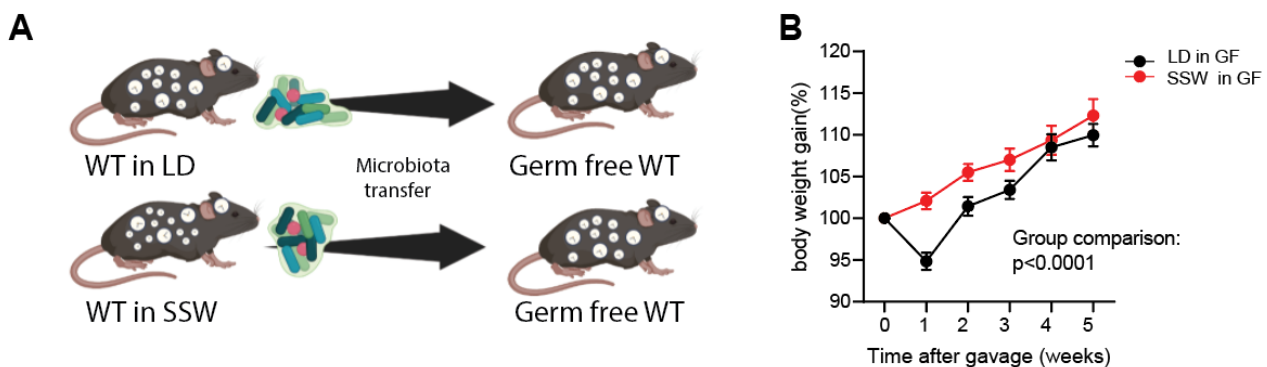 A
WT in LD
Microbiota
transfer
Germ free WT
WT in SSW
Germ free WT
B
120
115
110
105
100
95
90
body weight gain(%)
LD in GF
SSW in GF
Group comparison:
p<0.0001
0 1 2 3 4 5
Time after gavage (weeks)